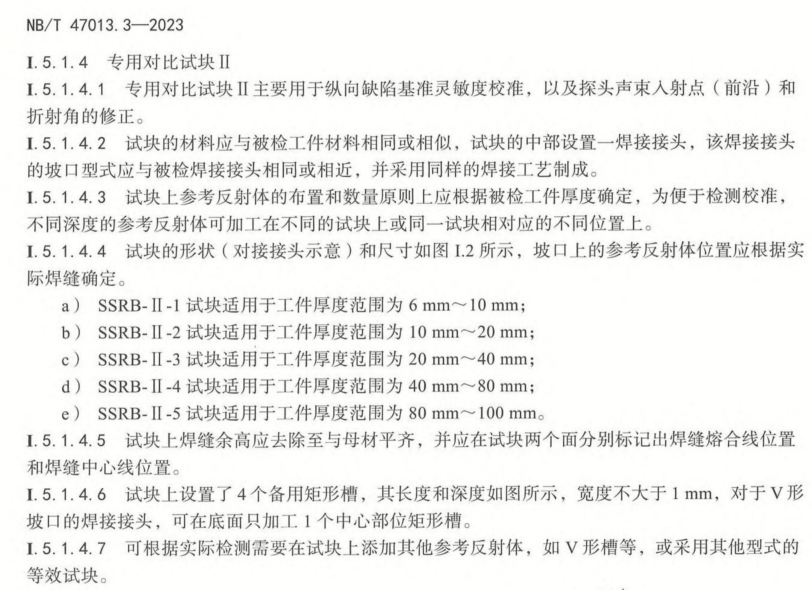 NB/T 47013.3—2023
I.5.1.4 专用对比试块Ⅱ
I.5.1.4.1 专用对比试块Ⅱ主要用于纵向缺陷基准灵敏度校准，以及探头声束入射点（前沿）和
折射角的修正。
I.5.1.4.2 试块的材料应与被检工件材料相同或相似，试块的中部设置一焊接接头，该焊接接头
的坡口型式应与被检焊接接头相同或相近，并采用同样的焊接工艺制成。
I.5.1.4.3 试块上参考反射体的布置和数量原则上应根据被检工件厚度确定，为便于检测校准，
不同深度的参考反射体可加工在不同的试块上或同一试块相对应的不同位置上。
I.5.1.4.4 试块的形状（对接接头示意）和尺寸如图 I.2 所示，坡口上的参考反射体位置应根据实
际焊缝确定。
a） SSRB-Ⅱ-1 试块适用于工件厚度范围为 6 mm～10 mm；
b） SSRB-Ⅱ-2 试块适用于工件厚度范围为 10 mm～20 mm；
c） SSRB-Ⅱ-3 试块适用于工件厚度范围为 20 mm～40 mm；
d） SSRB-Ⅱ-4 试块适用于工件厚度范围为 40 mm～80 mm；
e） SSRB-Ⅱ-5 试块适用于工件厚度范围为 80 mm～100 mm。
I.5.1.4.5 试块上焊缝余高应去除至与母材平齐，并应在试块两个面分别标记出焊缝熔合线位置
和焊缝中心线位置。
I.5.1.4.6 试块上设置了 4 个备用矩形槽，其长度和深度如图所示，宽度不大于 1 mm，对于 V 形
坡口的焊接接头，可在底面只加工 1 个中心部位矩形槽。
I.5.1.4.7 可根据实际检测需要在试块上添加其他参考反射体，如 V 形槽等，或采用其他型式的
等效试块。